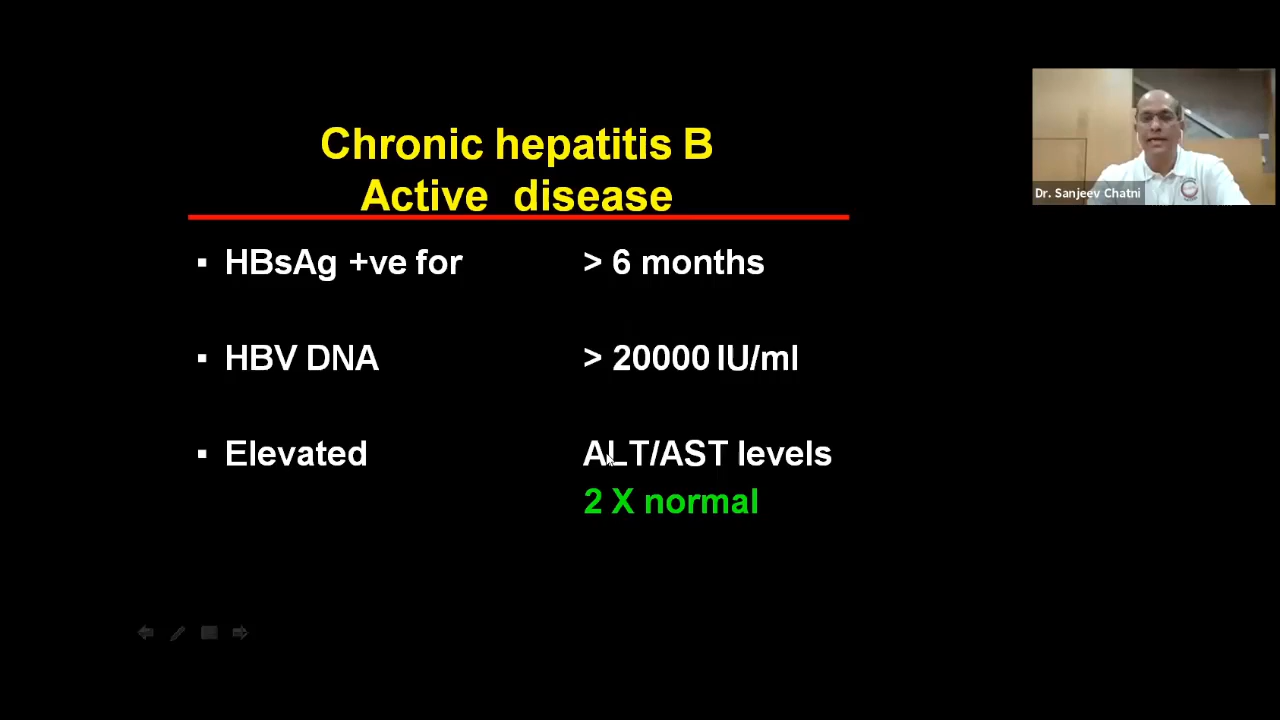 Chronic hepatitis B
Active disease
▪ HBsAg +ve for > 6 months
▪ HBV DNA > 20000 IU/ml
▪ Elevated ALT/AST levels
2 X normal
Dr. Sanjeev Chatni